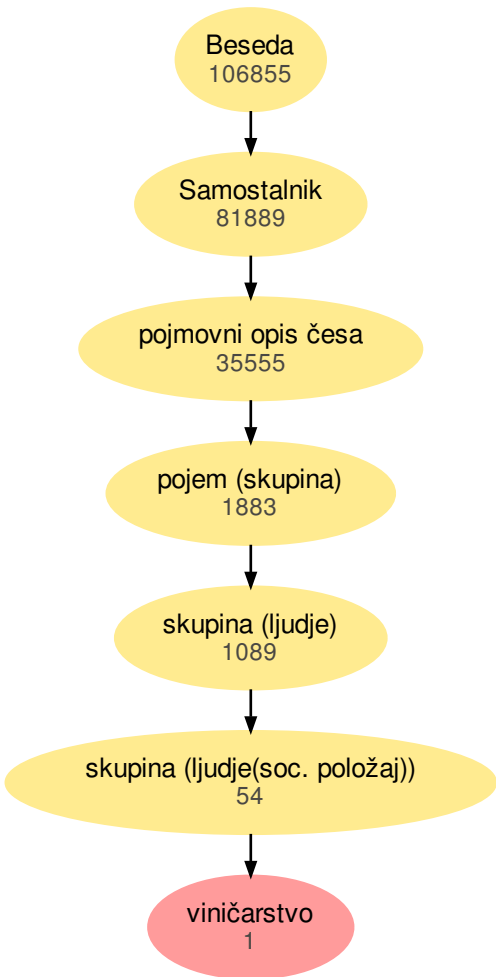 Beseda
106855
Samostalnik
81889
pojmovni opis česa
35555
pojem (skupina)
1883
skupina (ljudje)
1089
skupina (ljudje(soc. položaj))
54
viničarstvo
1